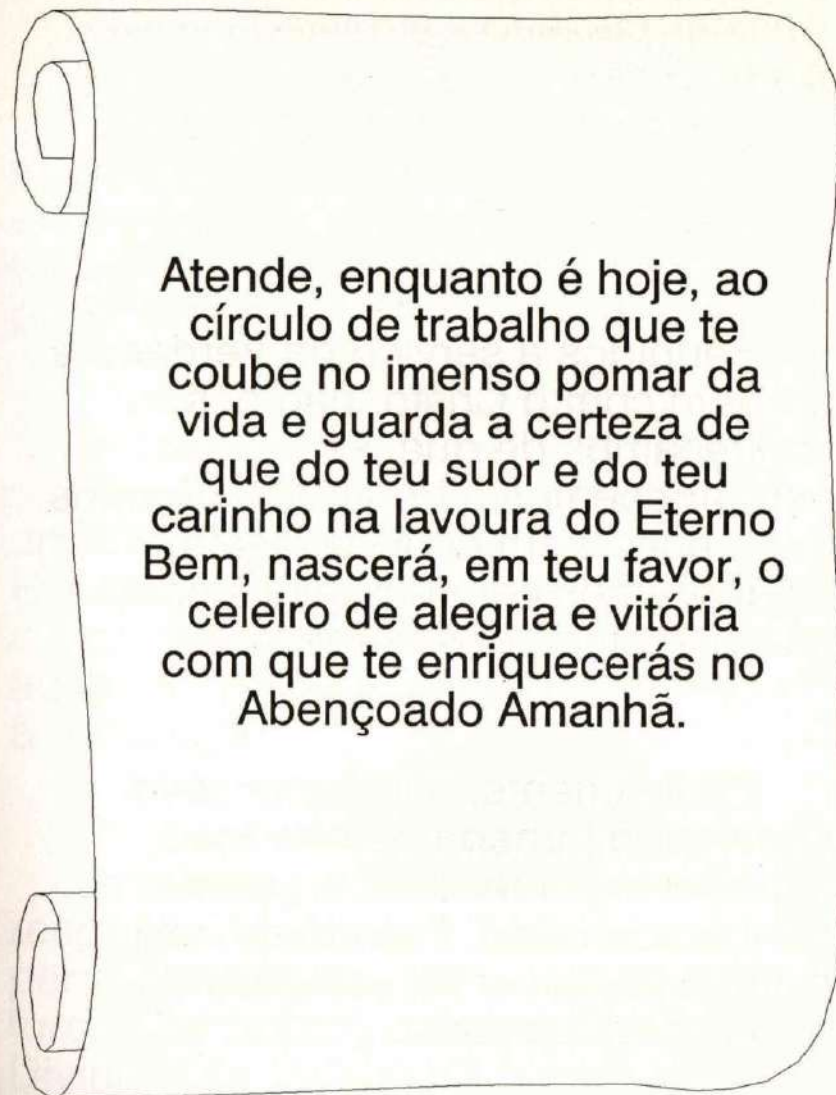 Atende, enquanto é hoje, ao
círculo de trabalho que te
coube no imenso pomar da
vida e guarda a certeza de
que do teu suor e do teu
carinho na lavoura do Eterno
Bem, nascerá, em teu favor, o
celeiro de alegria e vitória
com que te enriquecerás no
Abençoado Amanhã.